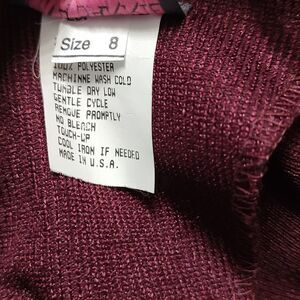 Size 8
100% POLYESTER
MACHINNE WASH COLD
TUMBLE DRY LOW
GENTLE CYCLE
REMOVE PROMPTLY
NO BLEACH
TOUCH-UP
COOL IRON IF NEEDED
MADE IN U.S.A.